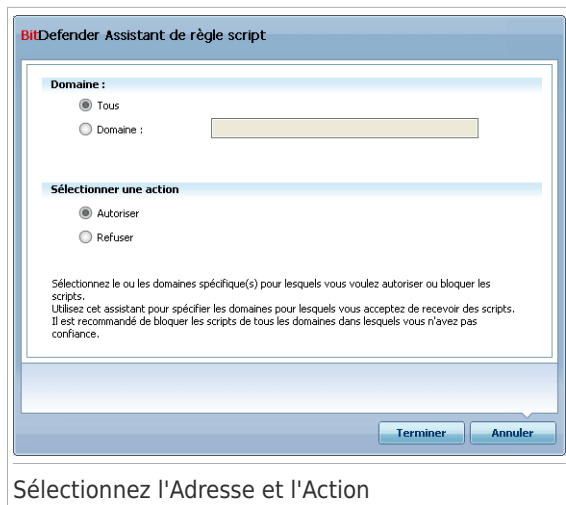 BitDefender Assistant de règle script
Domaine :
Tous
Domaine :
Sélectionner une action
Autoriser
Refuser
Sélectionnez le ou les domaines spécifique(s) pour lesquels vous voulez autoriser ou bloquer les
scripts.
Utilisez cet assistant pour spécifier les domaines pour lesquels vous acceptez de recevoir des scripts.
Il est recommandé de bloquer les scripts de tous les domaines dans lesquels vous n'avez pas
confiance.
Terminer
Annuler
Sélectionnez l'Adresse et l'Action